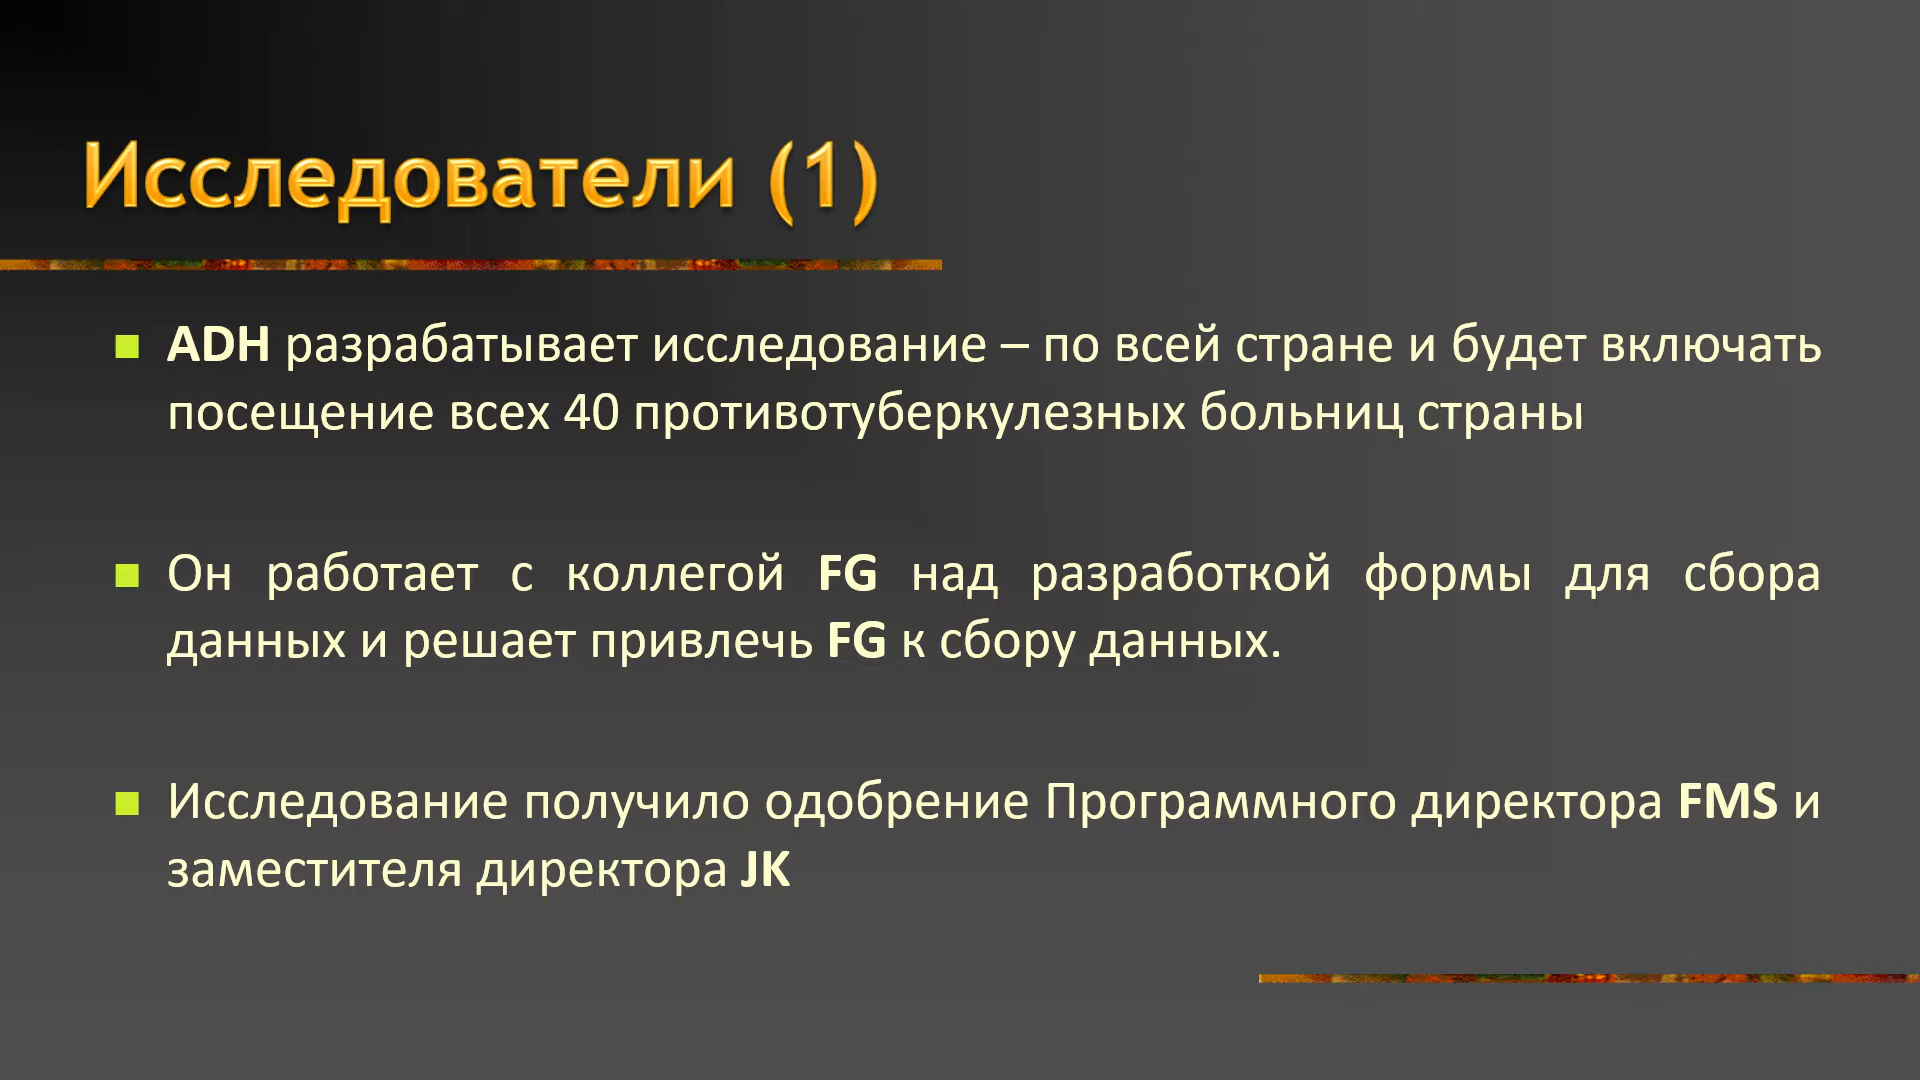 Исследователи (1)
ADH разрабатывает исследование – по всей стране и будет включать
посещение всех 40 противотуберкулезных больниц страны
Он работает с коллегой FG над разработкой формы для сбора
данных и решает привлечь FG к сбору данных.
Исследование получило одобрение Программного директора FMS и
заместителя директора JK